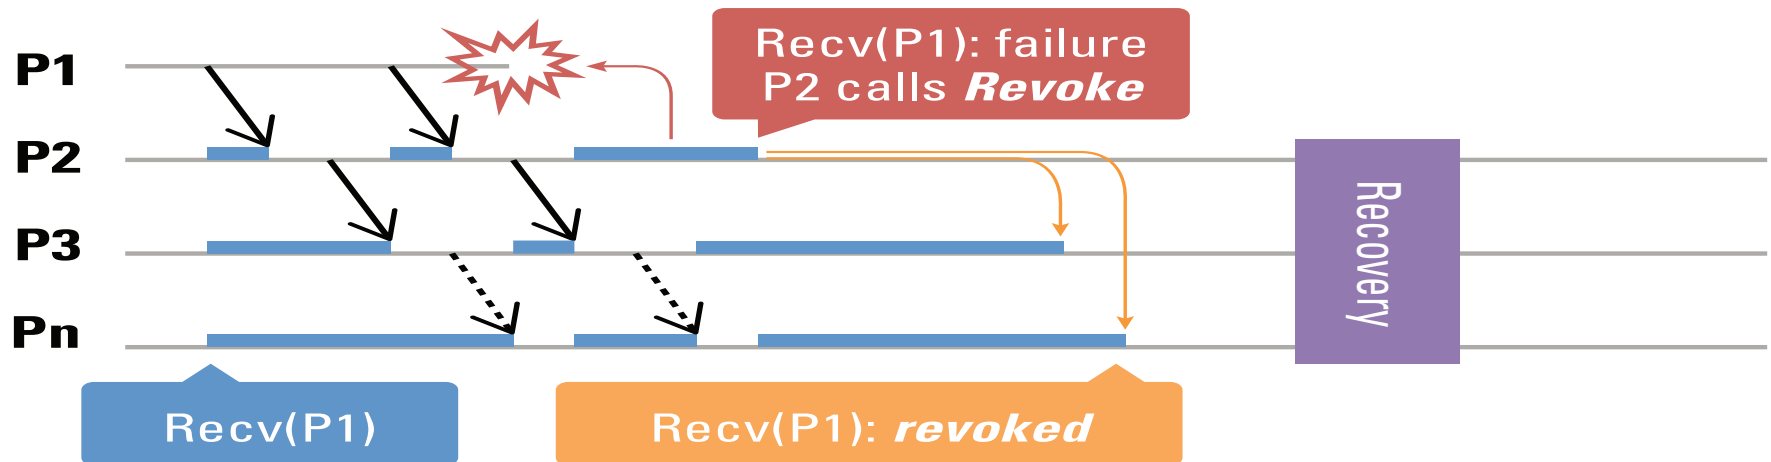 Recv(P1): failure
P2 calls Revoke
P1
P2
P3
Pn
Recovery
Recv(P1)
Recv(P1): revoked